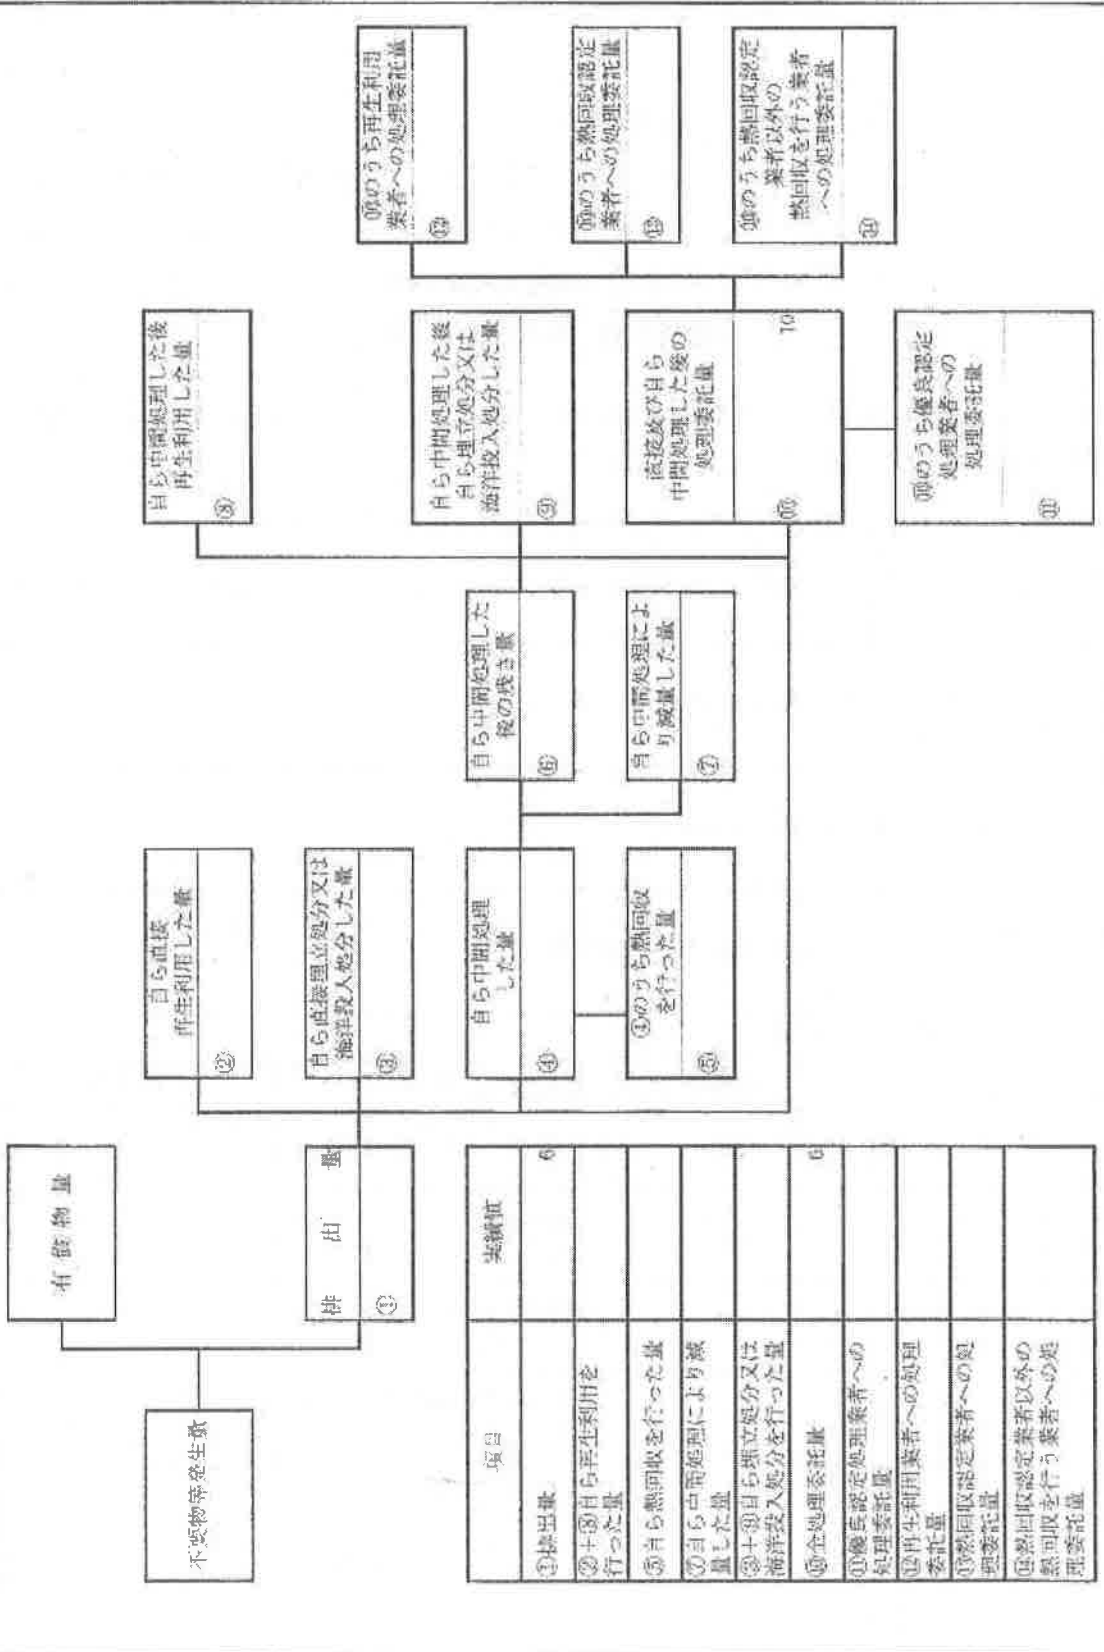 不要物等発生量
有償物量
排出量
①
自ら直接
再生利用した量
②
自ら直接埋立処分又は
海洋投入処分した量
③
自ら中間処理
した量
④
④のうち熱回収
を行った量
⑤
自ら中間処理した
後の残さ量
⑥
自ら中間処理によ
り減量した量
⑦
自ら中間処理した後
再生利用した量
⑧
自ら中間処理した後
自ら埋立処分又は
海洋投入処分した量
⑨
直接及び自ら
中間処理した後の
処理委託量
⑩
10
⑩のうち優良認定
処理業者への
処理委託量
⑪
⑩のうち再生利用
業者への処理委託量
⑫
⑩のうち熱回収認定
業者への処理委託量
⑬
⑩のうち熱回収認定
業者以外の
熱回収を行う業者
への処理委託量
⑭
項目 実績値
①排出量 6
②+⑧自ら再生利用を
行った量
⑤自ら熱回収を行った量
⑦自ら中間処理により減
量した量
③+⑨自ら埋立処分又は
海洋投入処分を行った量
⑩全処理委託量 6
⑪優良認定処理業者への
処理委託量
⑫再生利用業者への処理
委託量
⑬熱回収認定業者への処
理委託量
⑭熱回収認定業者以外の
熱回収を行う業者への処
理委託量